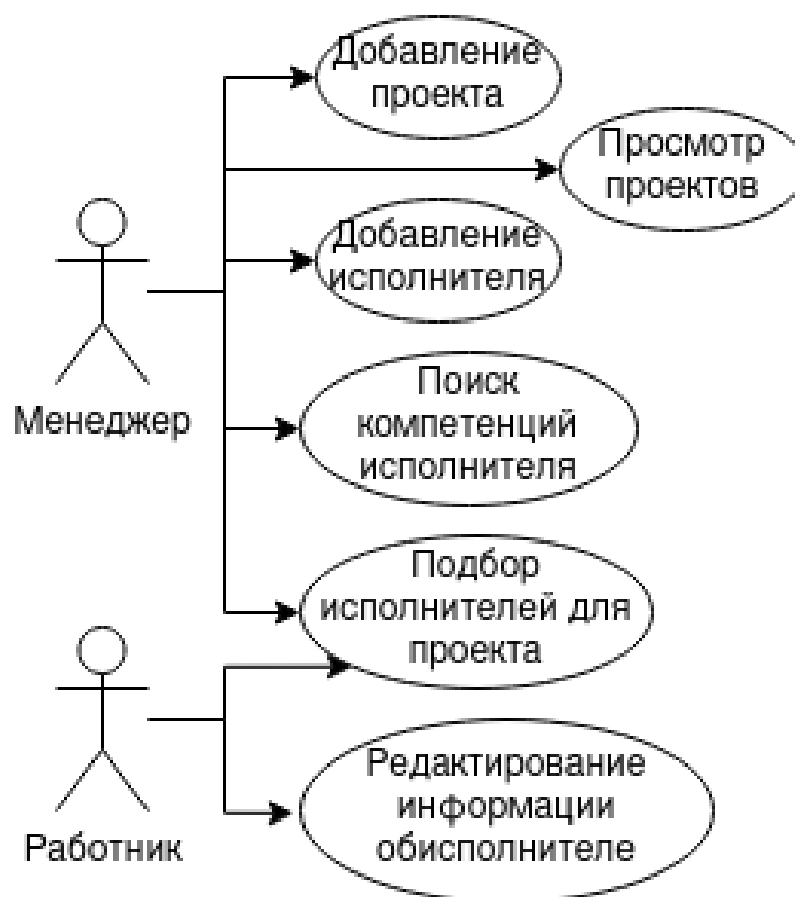 Добавление
проекта
Просмотр
проектов
Добавление
исполнителя
Поиск
компетенций
исполнителя
Менеджер
Подбор
исполнителей для
проекта
Редактирование
информации
обисполнителе
Работник